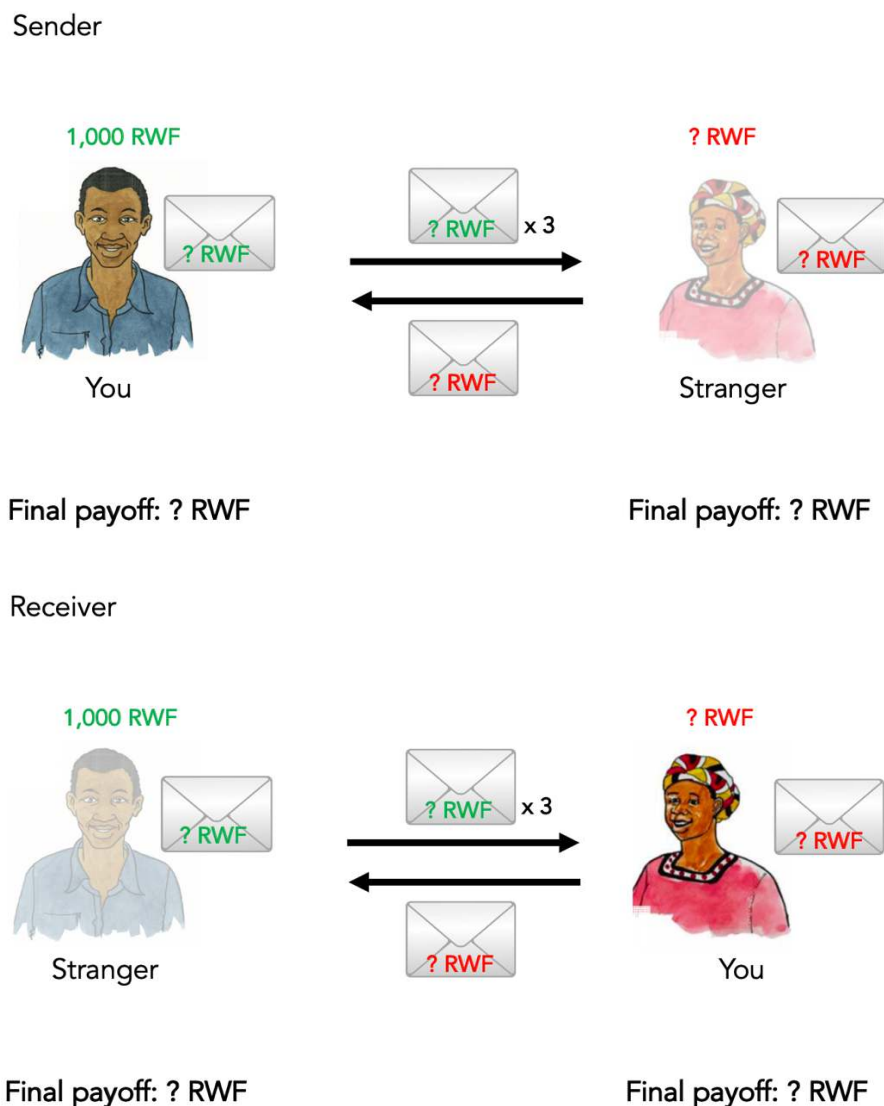 Sender
1,000 RWF
? RWF
? RWF
? RWF x 3
? RWF
? RWF
You
Stranger
Final payoff: ? RWF
Final payoff: ? RWF
Receiver
1,000 RWF
? RWF
? RWF
? RWF x 3
? RWF
? RWF
Stranger
You
Final payoff: ? RWF
Final payoff: ? RWF